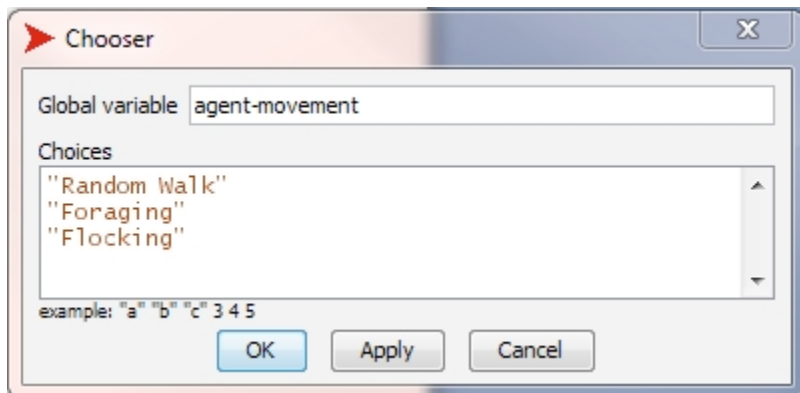 Chooser
Global variable agent-movement
Choices
"Random Walk"
"Foraging"
"Flocking"
example: "a" "b" "c" 3 4 5
OK Apply Cancel